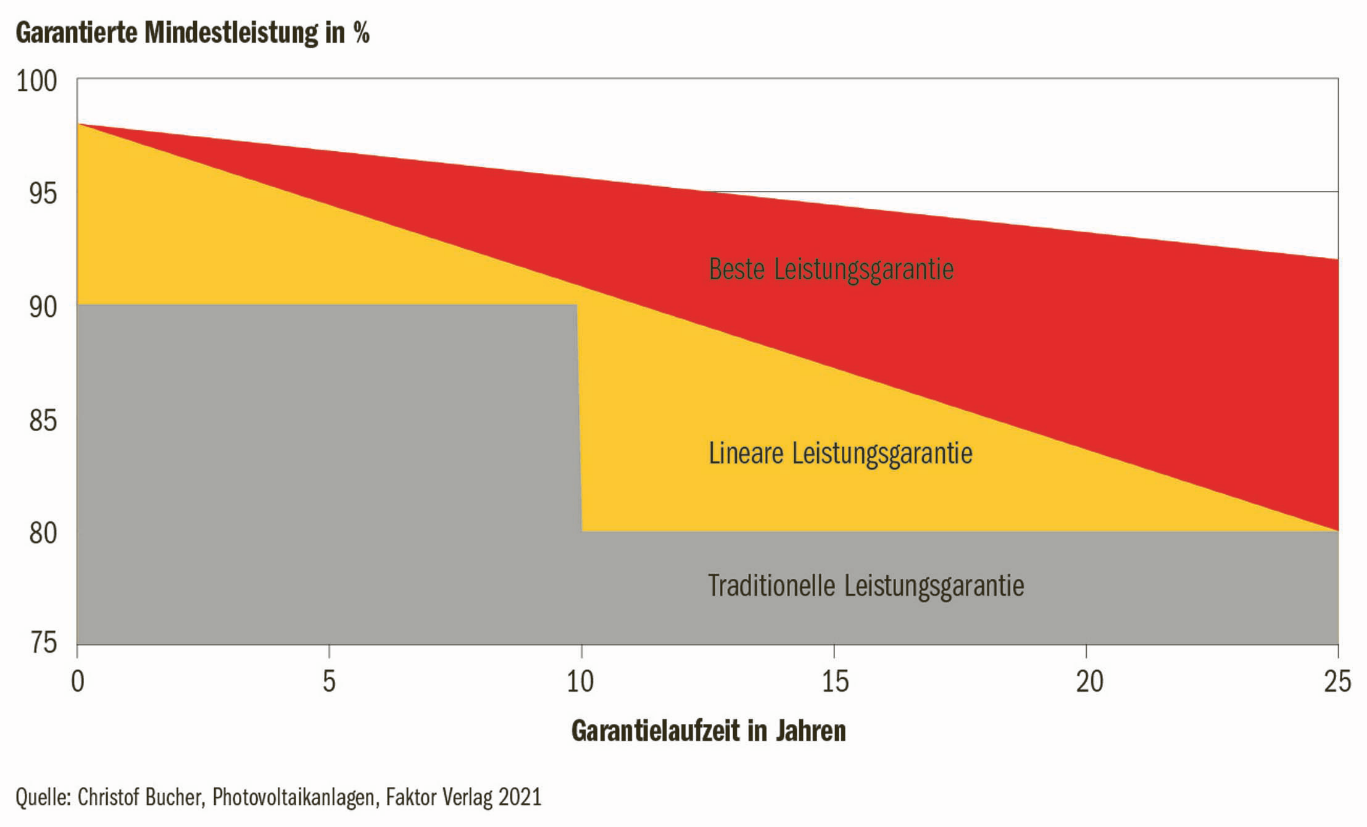 Garantierte Mindestleistung in %
100
95
90
85
80
75
Beste Leistungsgarantie
Lineare Leistungsgarantie
Traditionelle Leistungsgarantie
0 5 10 15 20 25
Garantielaufzeit in Jahren
Quelle: Christof Bucher, Photovoltaikanlagen, Faktor Verlag 2021